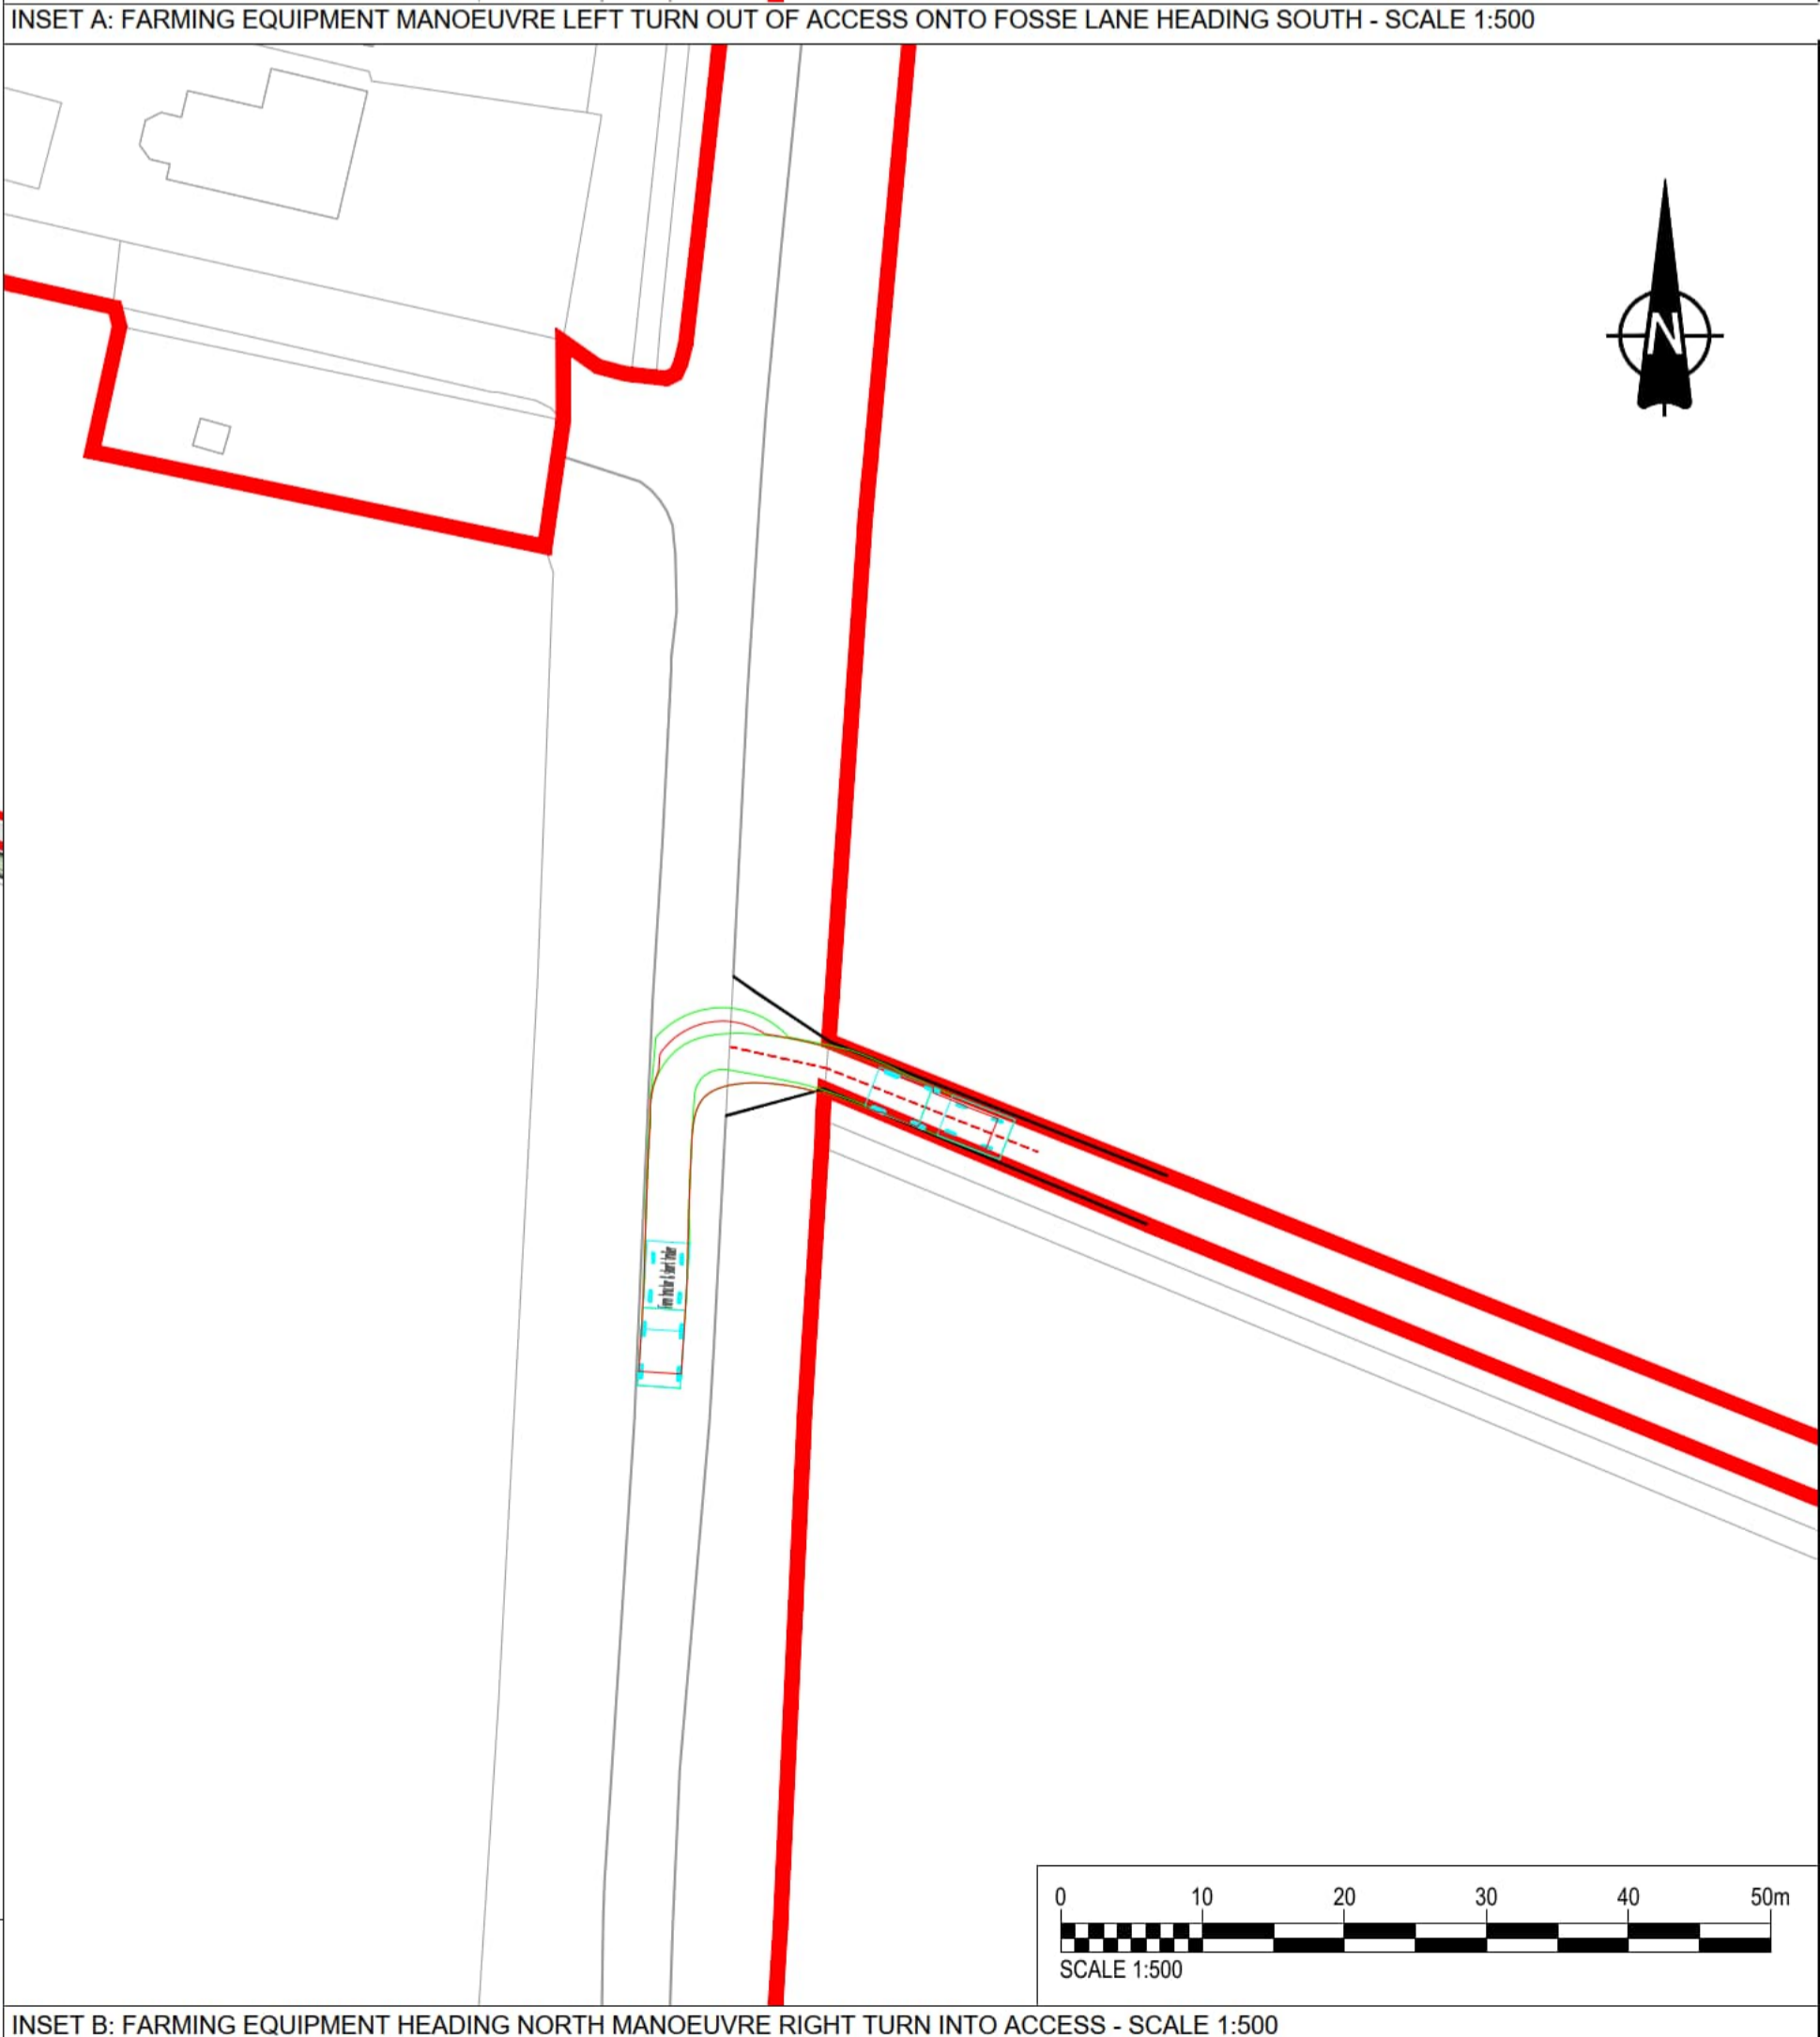 INSET A: FARMING EQUIPMENT MANOEUVRE LEFT TURN OUT OF ACCESS ONTO FOSSE LANE HEADING SOUTH - SCALE 1:500
N
0 10 20 30 40 50m
SCALE 1:500
INSET B: FARMING EQUIPMENT HEADING NORTH MANOEUVRE RIGHT TURN INTO ACCESS - SCALE 1:500